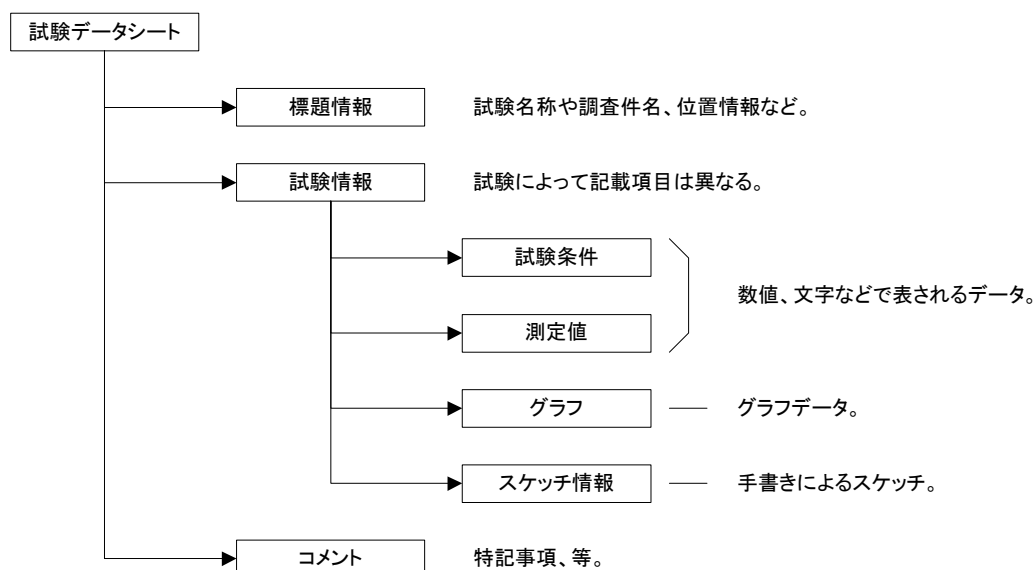 試験データシート
標題情報 試験名称や調査件名、位置情報など。
試験情報 試験によって記載項目は異なる。
試験条件
数値、文字などで表されるデータ。
測定値
グラフ グラフデータ。
スケッチ情報 手書きによるスケッチ。
コメント 特記事項、等。